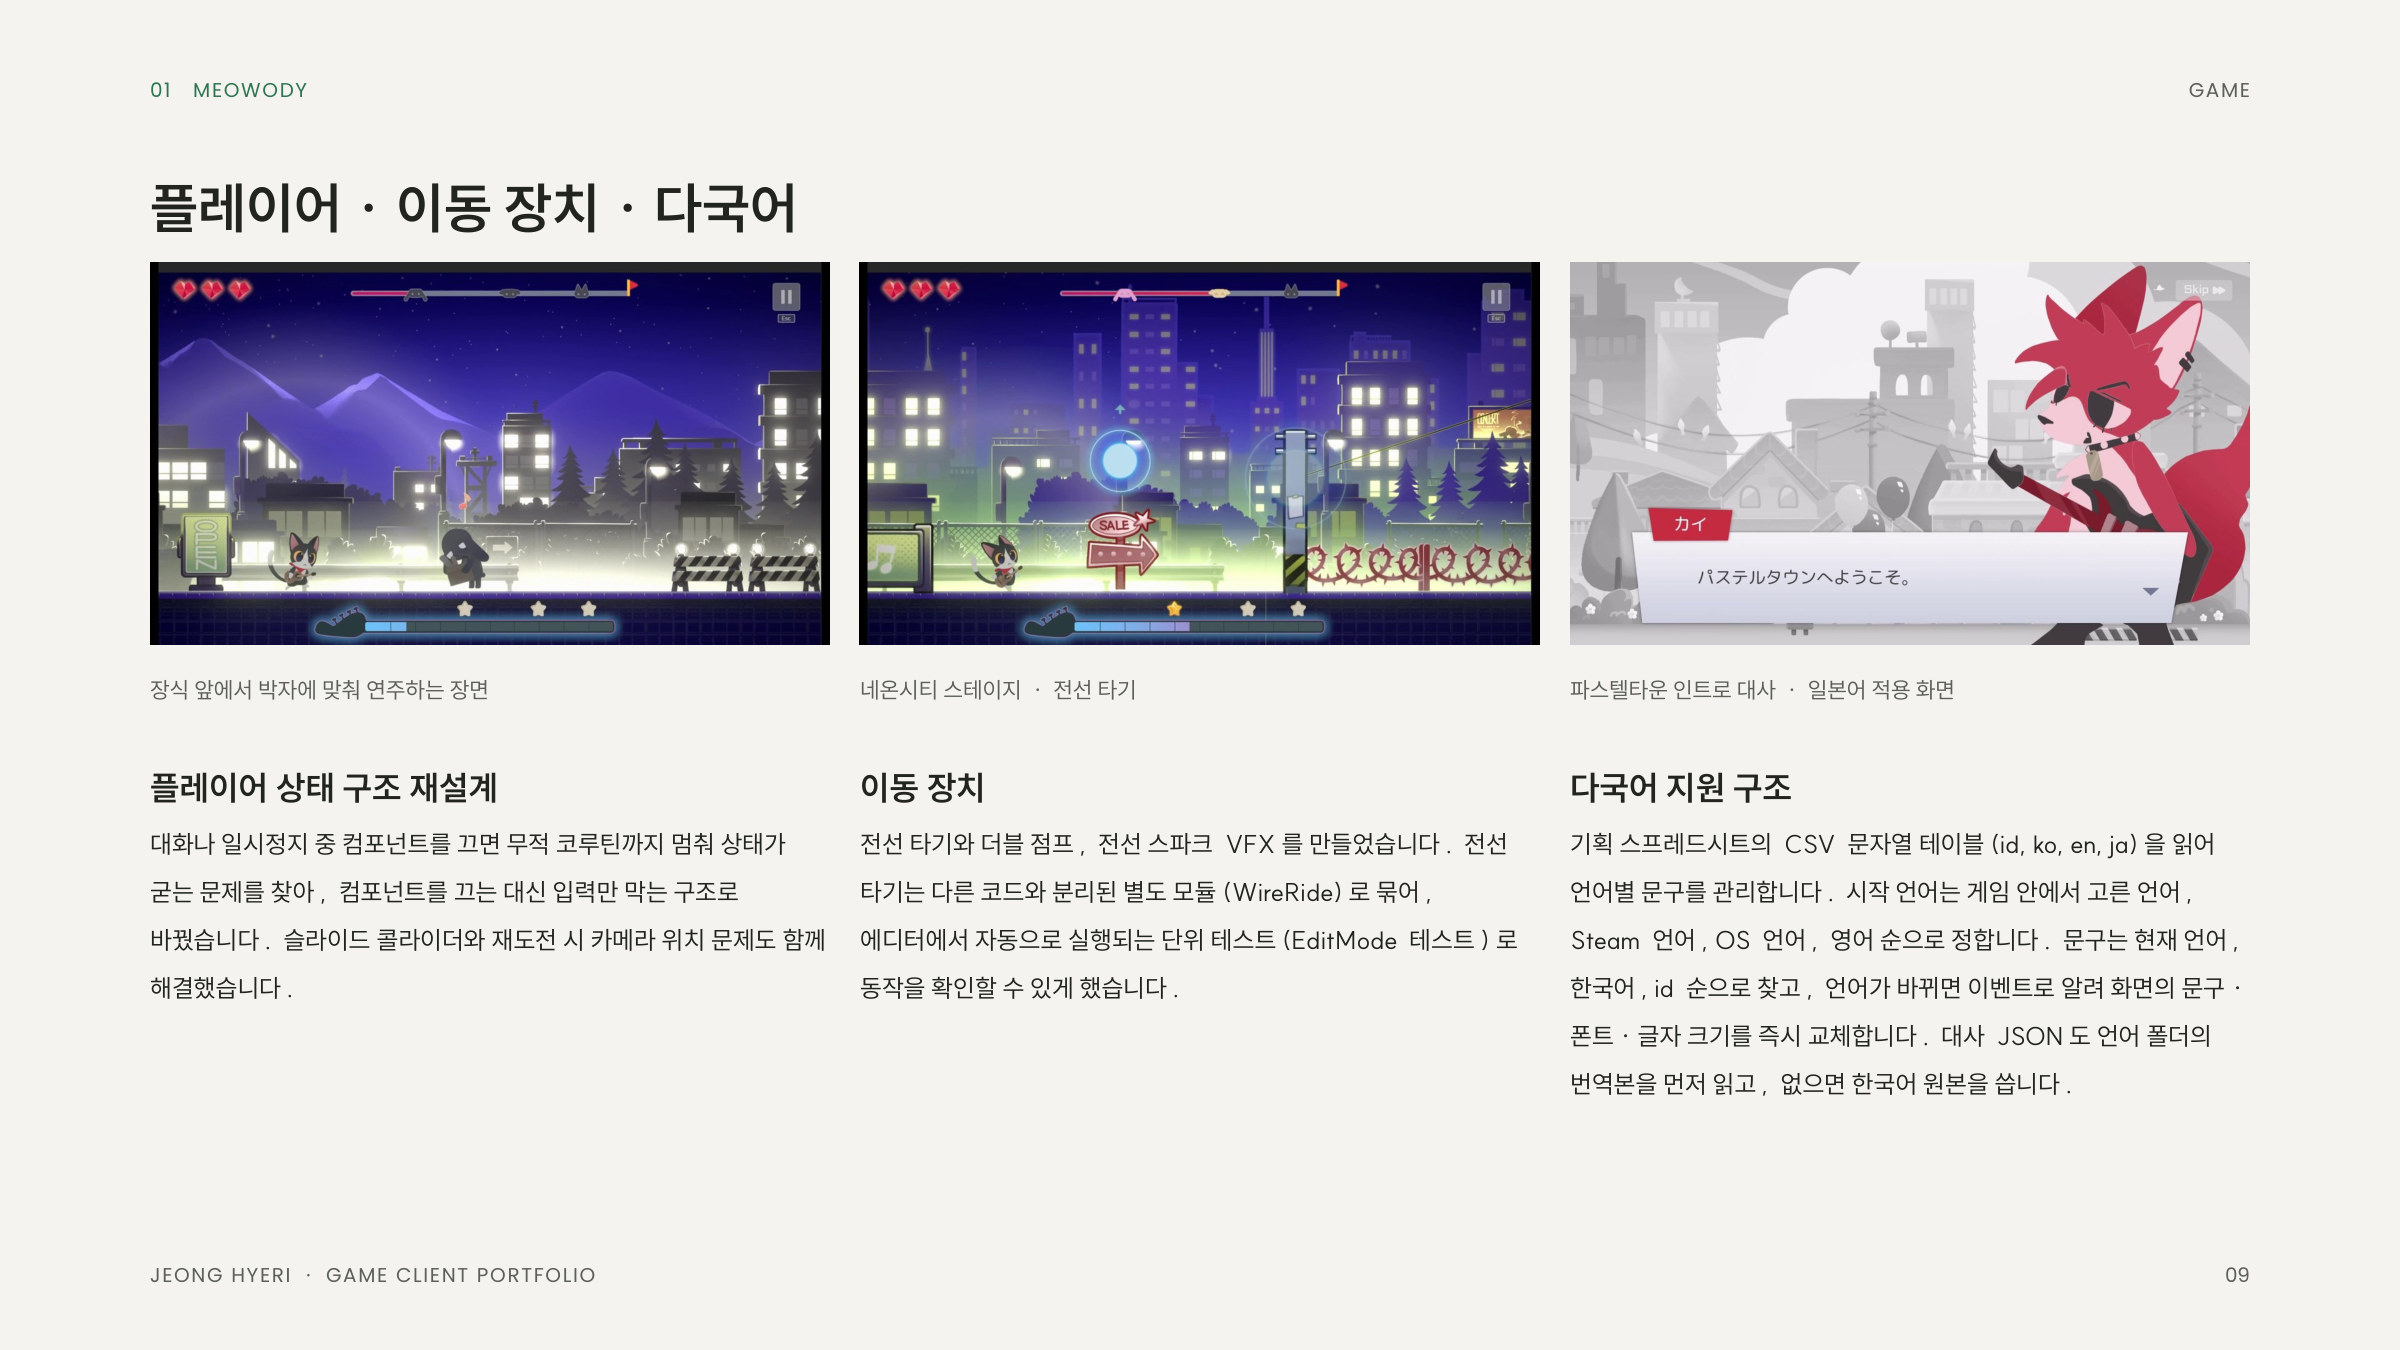 01 MEOWODY
GAME
플레이어 · 이동 장치 · 다국어
Esc
OPEN
Esc
SALE
Skip
カイ
パステルタウンへようこそ。
장식 앞에서 박자에 맞춰 연주하는 장면
네온시티 스테이지 · 전선 타기
파스텔타운 인트로 대사 · 일본어 적용 화면
플레이어 상태 구조 재설계
대화나 일시정지 중 컴포넌트를 끄면 무적 코루틴까지 멈춰 상태가
굳는 문제를 찾아, 컴포넌트를 끄는 대신 입력만 막는 구조로
바꿨습니다. 슬라이드 콜라이더와 재도전 시 카메라 위치 문제도 함께
해결했습니다.
이동 장치
전선 타기와 더블 점프, 전선 스파크 VFX를 만들었습니다. 전선
타기는 다른 코드와 분리된 별도 모듈(WireRide)로 묶어,
에디터에서 자동으로 실행되는 단위 테스트(EditMode 테스트)로
동작을 확인할 수 있게 했습니다.
다국어 지원 구조
기획 스프레드시트의 CSV 문자열 테이블(id, ko, en, ja)을 읽어
언어별 문구를 관리합니다. 시작 언어는 게임 안에서 고른 언어,
Steam 언어, OS 언어, 영어 순으로 정합니다. 문구는 현재 언어,
한국어, id 순으로 찾고, 언어가 바뀌면 이벤트로 알려 화면의 문구·
폰트·글자 크기를 즉시 교체합니다. 대사 JSON도 언어 폴더의
번역본을 먼저 읽고, 없으면 한국어 원본을 씁니다.
JEONG HYERI · GAME CLIENT PORTFOLIO
09